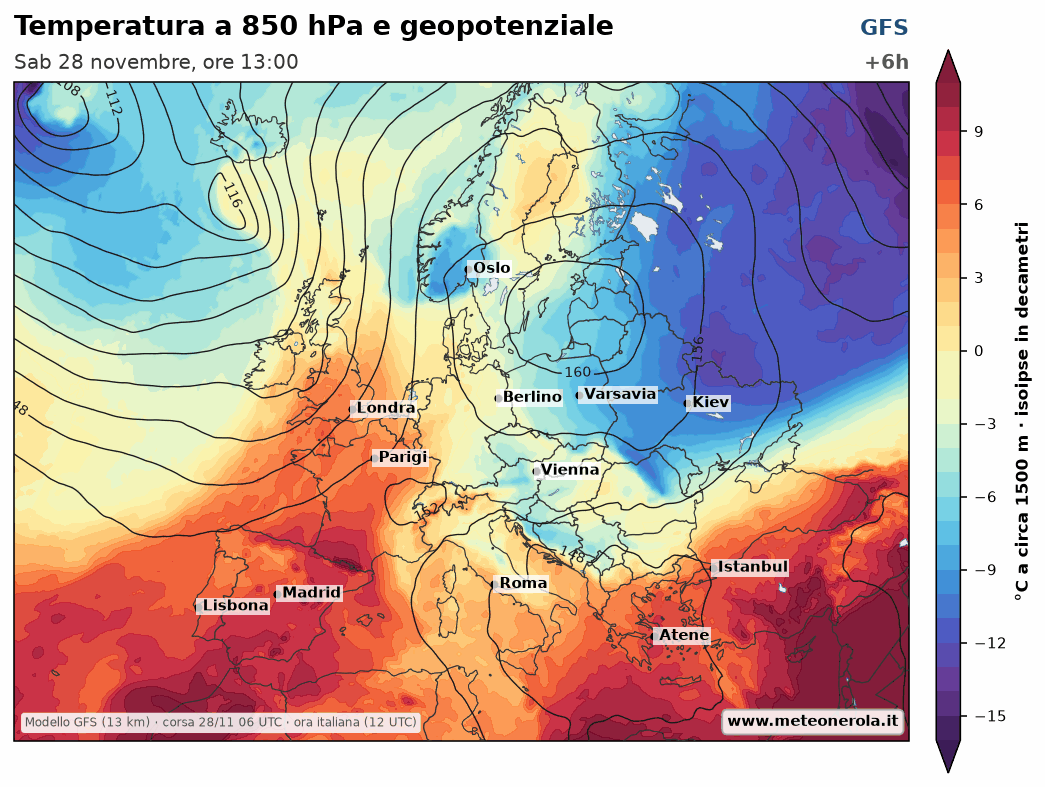 Temperatura a 850 hPa e geopotenziale
GFS
Sab 28 novembre, ore 13:00
+6h
108
112
116
Oslo
156
160
Berlino
Varsavia
Kiev
48
Londra
Parigi
Vienna
152
148
Istanbul
Roma
Madrid
Lisbona
Atene
Modello GFS (13 km) · corsa 28/11 06 UTC · ora italiana (12 UTC)
www.meteonerola.it
9
6
3
0
−3
−6
−9
−12
−15
°C a circa 1500 m · isoipse in decametri